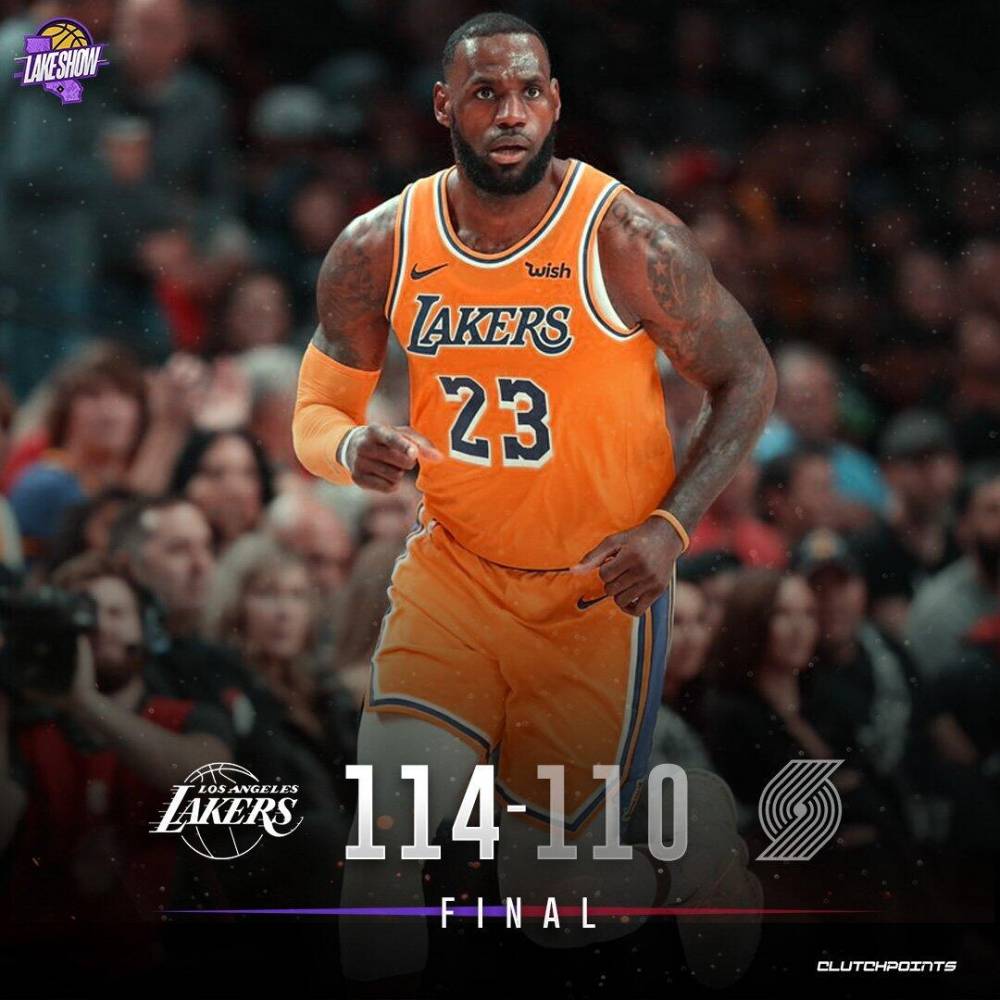 LAKESHOW
wish
LAKERS
23
LOS ANGELES
LAKERS
114-110
FINAL
CLUTCHPOINTS